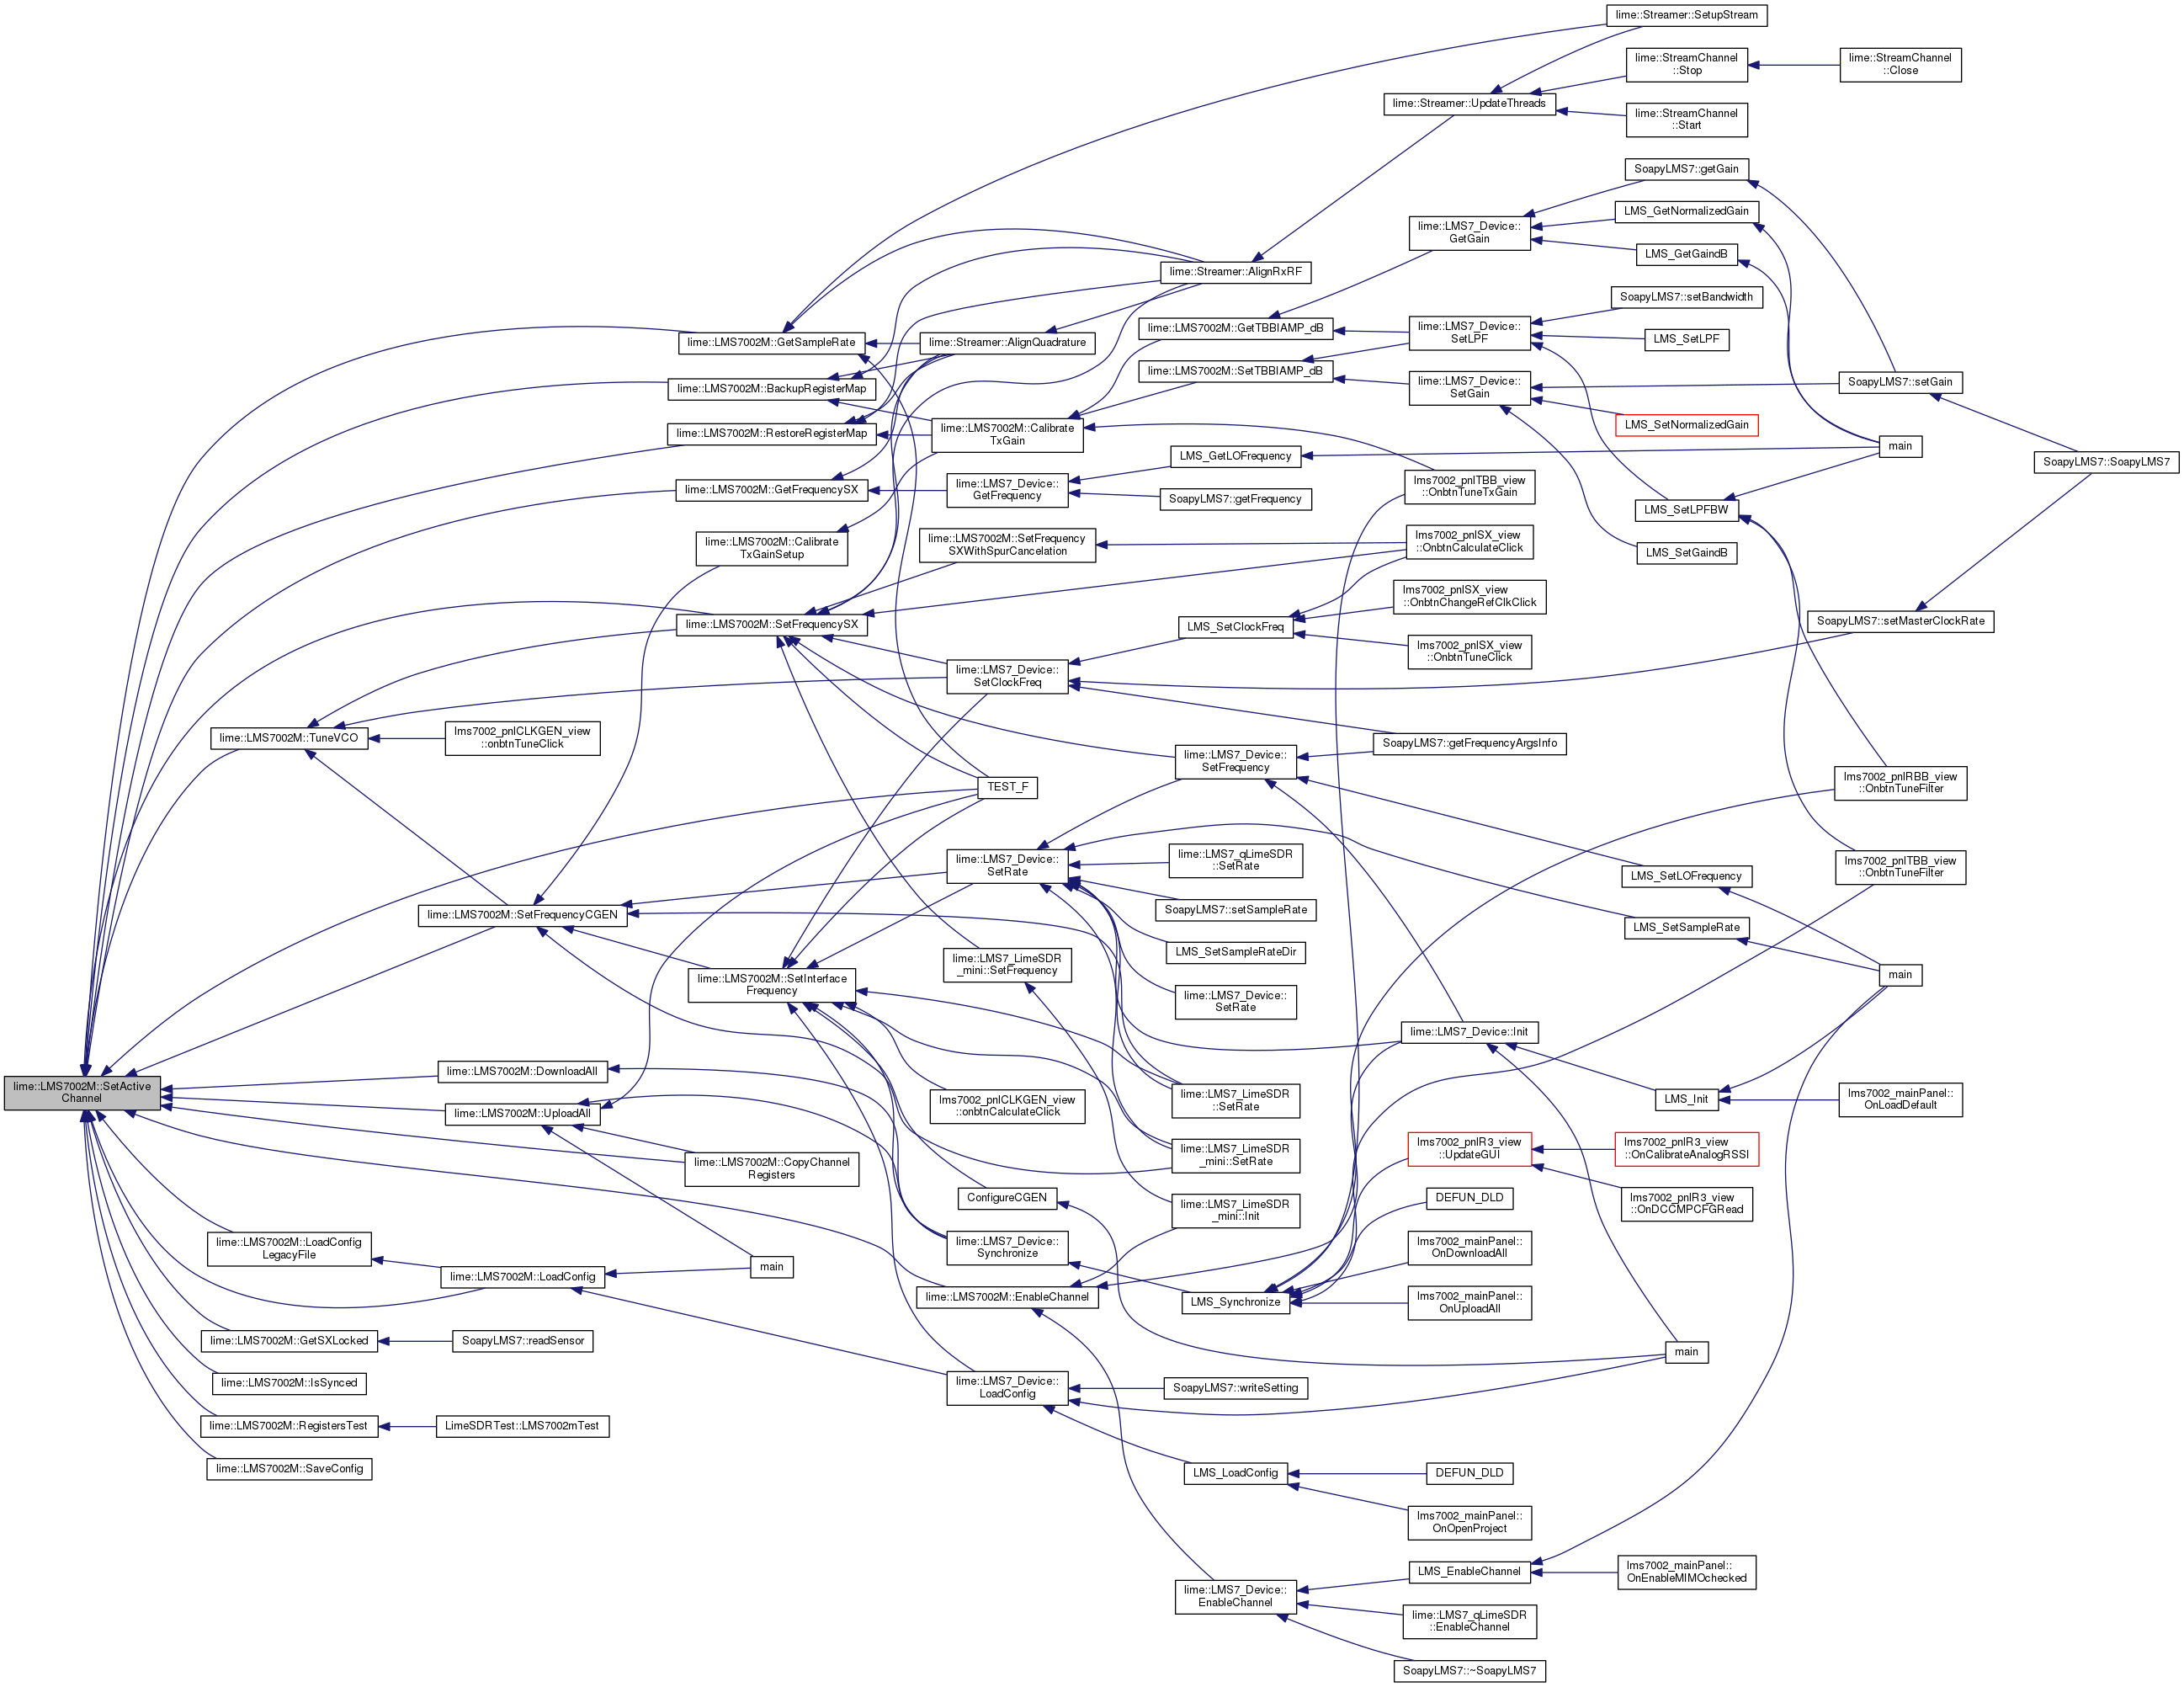 lime::Streamer::SetupStream
lime::StreamChannel
::Stop
lime::StreamChannel
::Close
lime::Streamer::UpdateThreads
lime::StreamChannel
::Start
SoapyLMS7::getGain
LMS_GetNormalizedGain
lime::LMS7_Device::
GetGain
LMS_GetGaindB
lime::Streamer::AlignRxRF
SoapyLMS7::setBandwidth
lime::LMS7002M::GetTBBIAMP_dB
lime::LMS7_Device::
SetLPF
LMS_SetLPF
lime::LMS7002M::GetSampleRate
lime::Streamer::AlignQuadrature
lime::LMS7002M::SetTBBIAMP_dB
lime::LMS7_Device::
SetGain
SoapyLMS7::setGain
lime::LMS7002M::BackupRegisterMap
LMS_SetNormalizedGain
lime::LMS7002M::RestoreRegisterMap
lime::LMS7002M::Calibrate
TxGain
main
LMS_GetLOFrequency
SoapyLMS7::SoapyLMS7
lime::LMS7002M::GetFrequencySX
lime::LMS7_Device::
GetFrequency
SoapyLMS7::getFrequency
lms7002_pnlTBB_view
::OnbtnTuneTxGain
LMS_SetLPFBW
lime::LMS7002M::Calibrate
TxGainSetup
lime::LMS7002M::SetFrequency
SXWithSpurCancelation
lms7002_pnlSX_view
::OnbtnCalculateClick
LMS_SetGaindB
lms7002_pnlSX_view
::OnbtnChangeRefClkClick
lime::LMS7002M::SetFrequencySX
LMS_SetClockFreq
SoapyLMS7::setMasterClockRate
lms7002_pnlSX_view
::OnbtnTuneClick
lime::LMS7_Device::
SetClockFreq
lime::LMS7002M::TuneVCO
lms7002_pnlCLKGEN_view
::onbtnTuneClick
SoapyLMS7::getFrequencyArgsInfo
lime::LMS7_Device::
SetFrequency
TEST_F
lms7002_pnlRBB_view
::OnbtnTuneFilter
lime::LMS7_Device::
SetRate
lime::LMS7_qLimeSDR
::SetRate
lms7002_pnlTBB_view
::OnbtnTuneFilter
LMS_SetLOFrequency
SoapyLMS7::setSampleRate
lime::LMS7002M::SetFrequencyCGEN
LMS_SetSampleRate
LMS_SetSampleRateDir
lime::LMS7_LimeSDR
_mini::SetFrequency
main
lime::LMS7002M::SetInterface
Frequency
lime::LMS7_Device::
SetRate
lime::LMS7_Device::Init
lime::LMS7002M::DownloadAll
lime::LMS7002M::SetActive
Channel
lms7002_pnlCLKGEN_view
::onbtnCalculateClick
lime::LMS7_LimeSDR
::SetRate
LMS_Init
lms7002_mainPanel::
OnLoadDefault
lime::LMS7002M::UploadAll
lime::LMS7002M::CopyChannel
Registers
lime::LMS7_LimeSDR
_mini::SetRate
lms7002_pnlR3_view
::UpdateGUI
lms7002_pnlR3_view
::OnCalibrateAnalogRSSI
ConfigureCGEN
lime::LMS7_LimeSDR
_mini::Init
DEFUN_DLD
lms7002_pnlR3_view
::OnDCCMPCFGRead
lime::LMS7002M::LoadConfig
LegacyFile
lime::LMS7_Device::
Synchronize
lms7002_mainPanel::
OnDownloadAll
lime::LMS7002M::LoadConfig
main
lime::LMS7002M::EnableChannel
LMS_Synchronize
lms7002_mainPanel::
OnUploadAll
lime::LMS7002M::GetSXLocked
SoapyLMS7::readSensor
main
lime::LMS7002M::IsSynced
lime::LMS7_Device::
LoadConfig
SoapyLMS7::writeSetting
lime::LMS7002M::RegistersTest
LimeSDRTest::LMS7002mTest
lime::LMS7002M::SaveConfig
LMS_LoadConfig
DEFUN_DLD
lms7002_mainPanel::
OnOpenProject
LMS_EnableChannel
lms7002_mainPanel::
OnEnableMIMOchecked
lime::LMS7_Device::
EnableChannel
lime::LMS7_qLimeSDR
::EnableChannel
SoapyLMS7::~SoapyLMS7